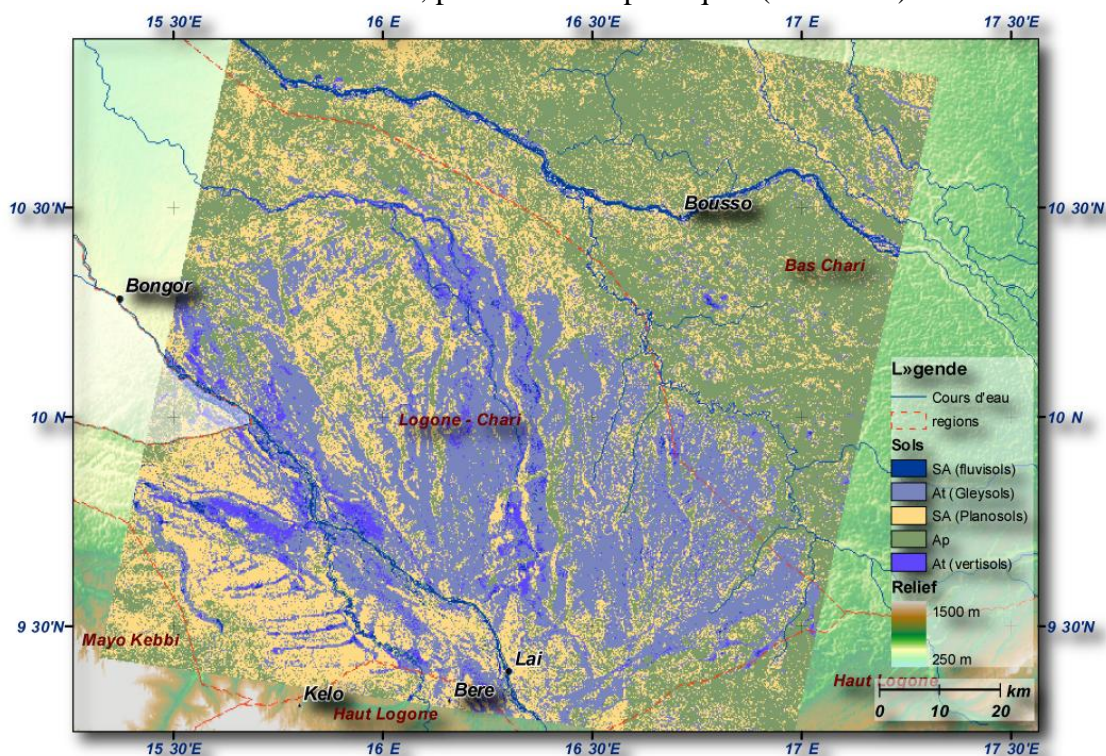 15 30'E 16 E 16 30'E 17 E 17 30'E
10 30'N 10 30'N
Bousso
Bas Chari
Bongor
L»gende
Cours d'eau
regions
10 N Logone - Chari 10 N
Sols
SA (fluvisols)
At (Gleysols)
SA (Planosols)
Ap
At (vertisols)
Relief
1500 m
250 m
9 30'N 9 30'N
Mayo Kebbi
Lai
Kelo Bere Haut Logone
Haut Logone
km
0 10 20
15 30'E 16 E 16 30'E 17 E 17 30'E